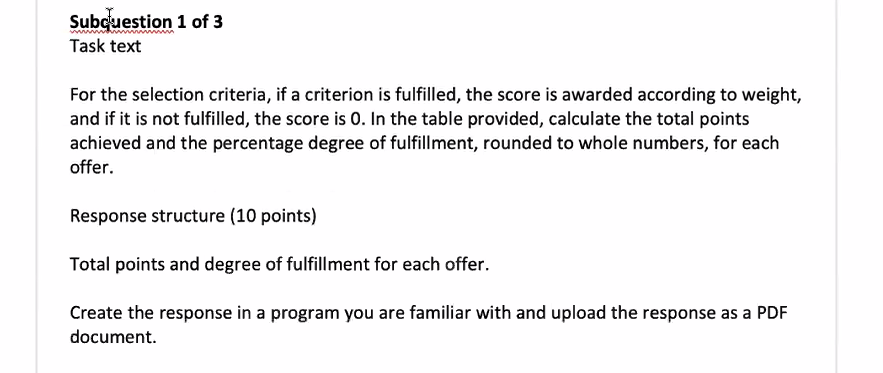 Subquestion 1 of 3
Task text
For the selection criteria, if a criterion is fulfilled, the score is awarded according to weight,
and if it is not fulfilled, the score is 0. In the table provided, calculate the total points
achieved and the percentage degree of fulfillment, rounded to whole numbers, for each
offer.
Response structure (10 points)
Total points and degree of fulfillment for each offer.
Create the response in a program you are familiar with and upload the response as a PDF
document.